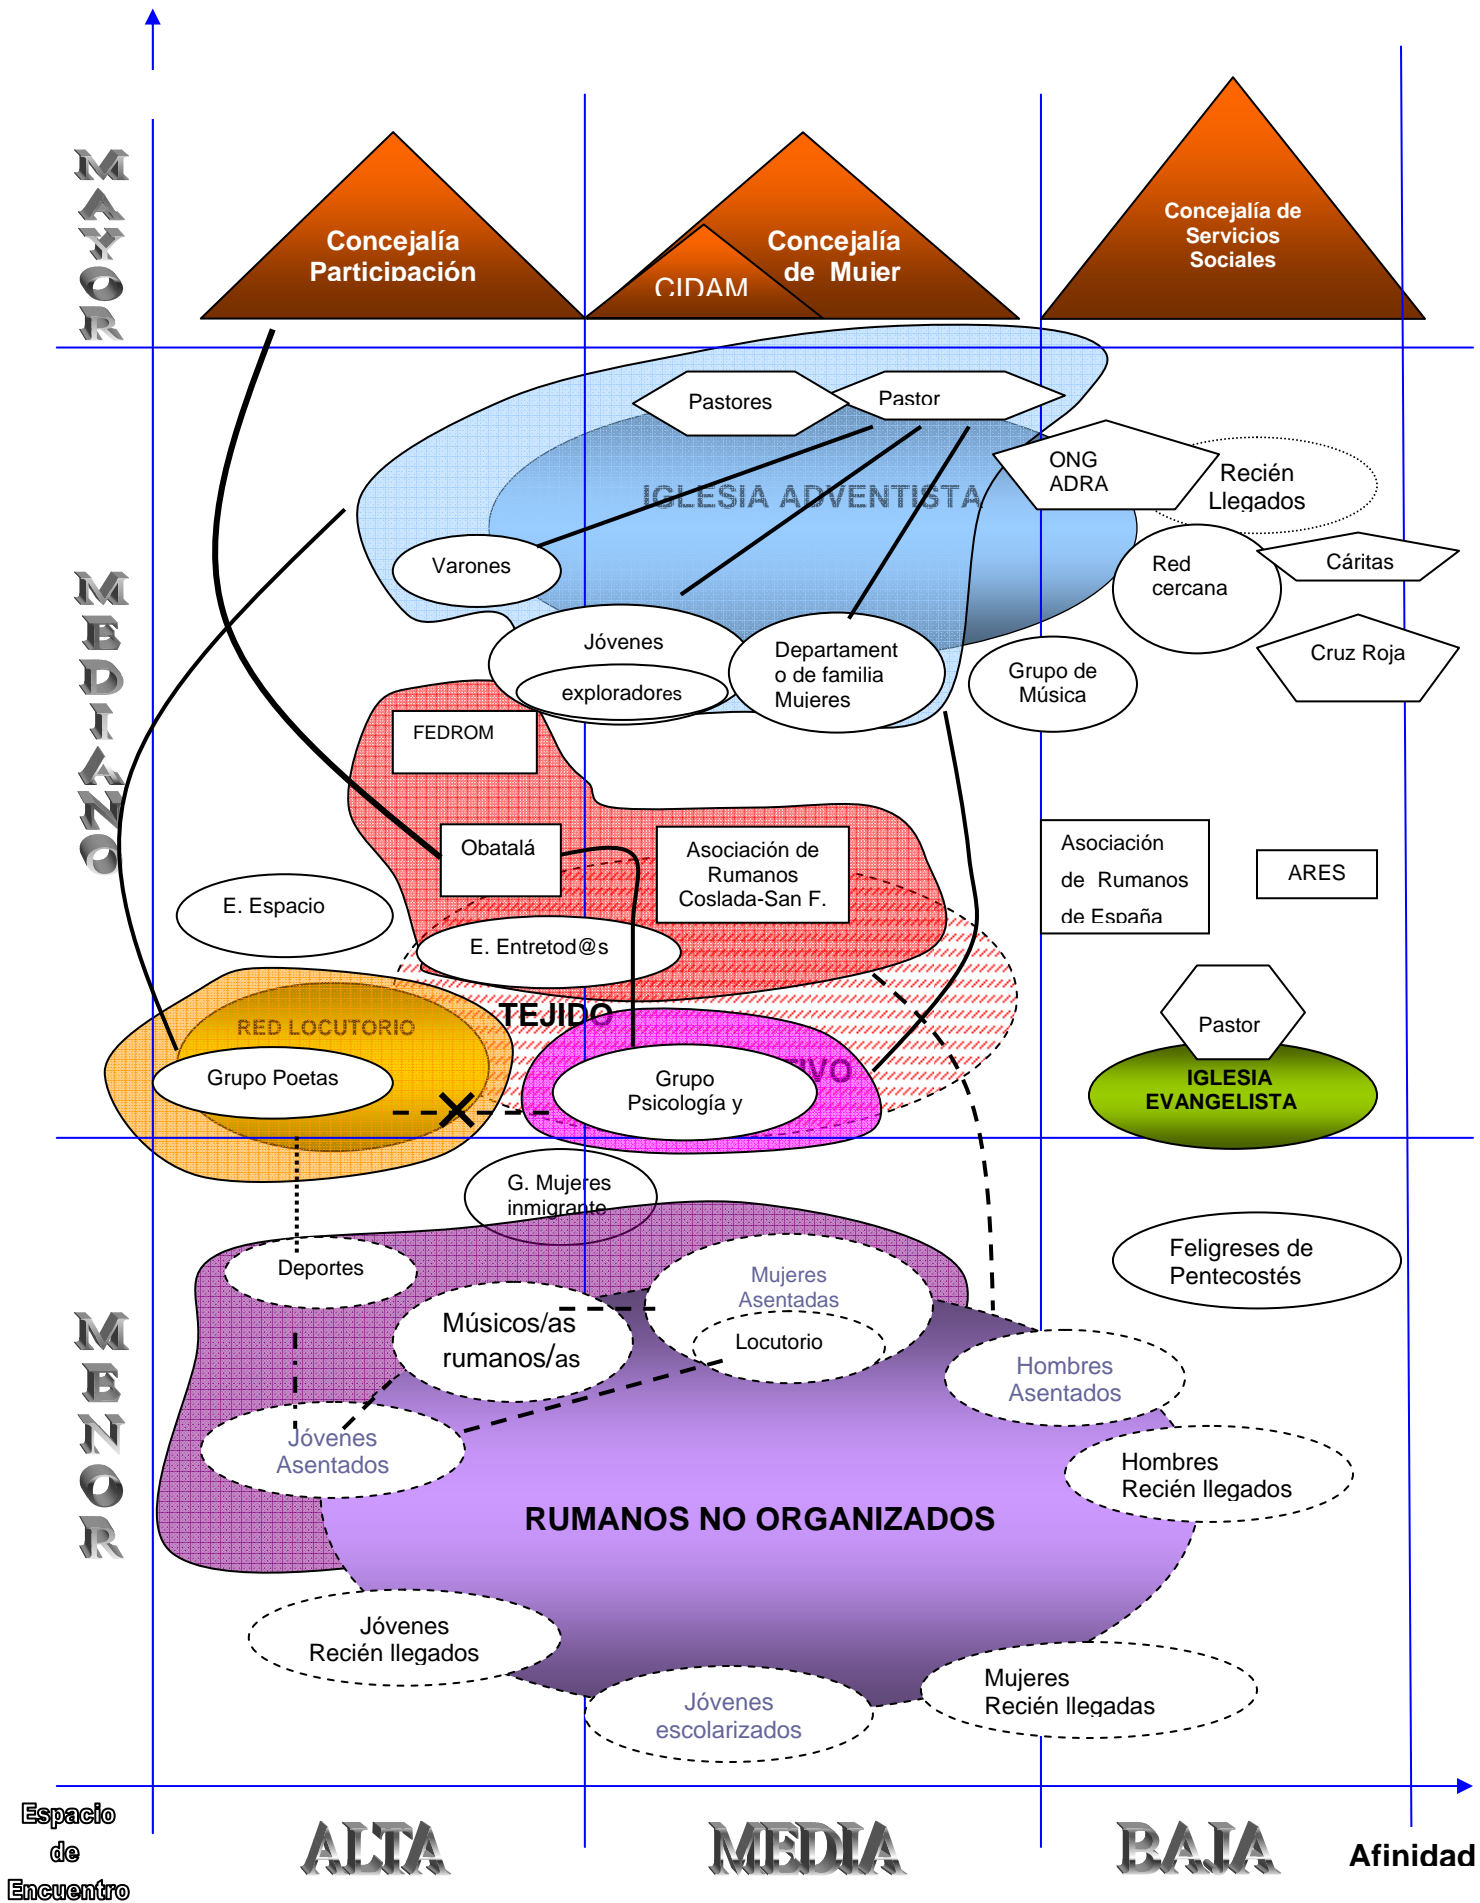 MAYOR
Concejalía
Participación
Concejalía
de Mujer
CIDAM
Concejalía de
Servicios
Sociales
MEDIANO
Pastores
Pastor
IGLESIA ADVENTISTA
ONG
ADRA
Recién
Llegados
Varones
Red
cercana
Cáritas
Jóvenes
exploradores
Departament
o de familia
Mujeres
Grupo de
Música
Cruz Roja
FEDROM
Obatalá
Asociación de
Rumanos
Coslada-San F.
Asociación
de Rumanos
de España
ARES
E. Espacio
E. Entretod@s
TEJIDO
RED LOCUTORIO
Grupo Poetas
Grupo
Psicología y
Pastor
IGLESIA
EVANGELISTA
MENOR
G. Mujeres
inmigrante
Deportes
Músicos/as
rumanos/as
Mujeres
Asentadas
Locutorio
Feligreses de
Pentecostés
Hombres
Asentados
Jóvenes
Asentados
Hombres
Recién llegados
RUMANOS NO ORGANIZADOS
Jóvenes
Recién llegados
Jóvenes
escolarizados
Mujeres
Recién llegadas
Espacio
de
Encuentro
ALTA
MEDIA
BAJA
Afinidad